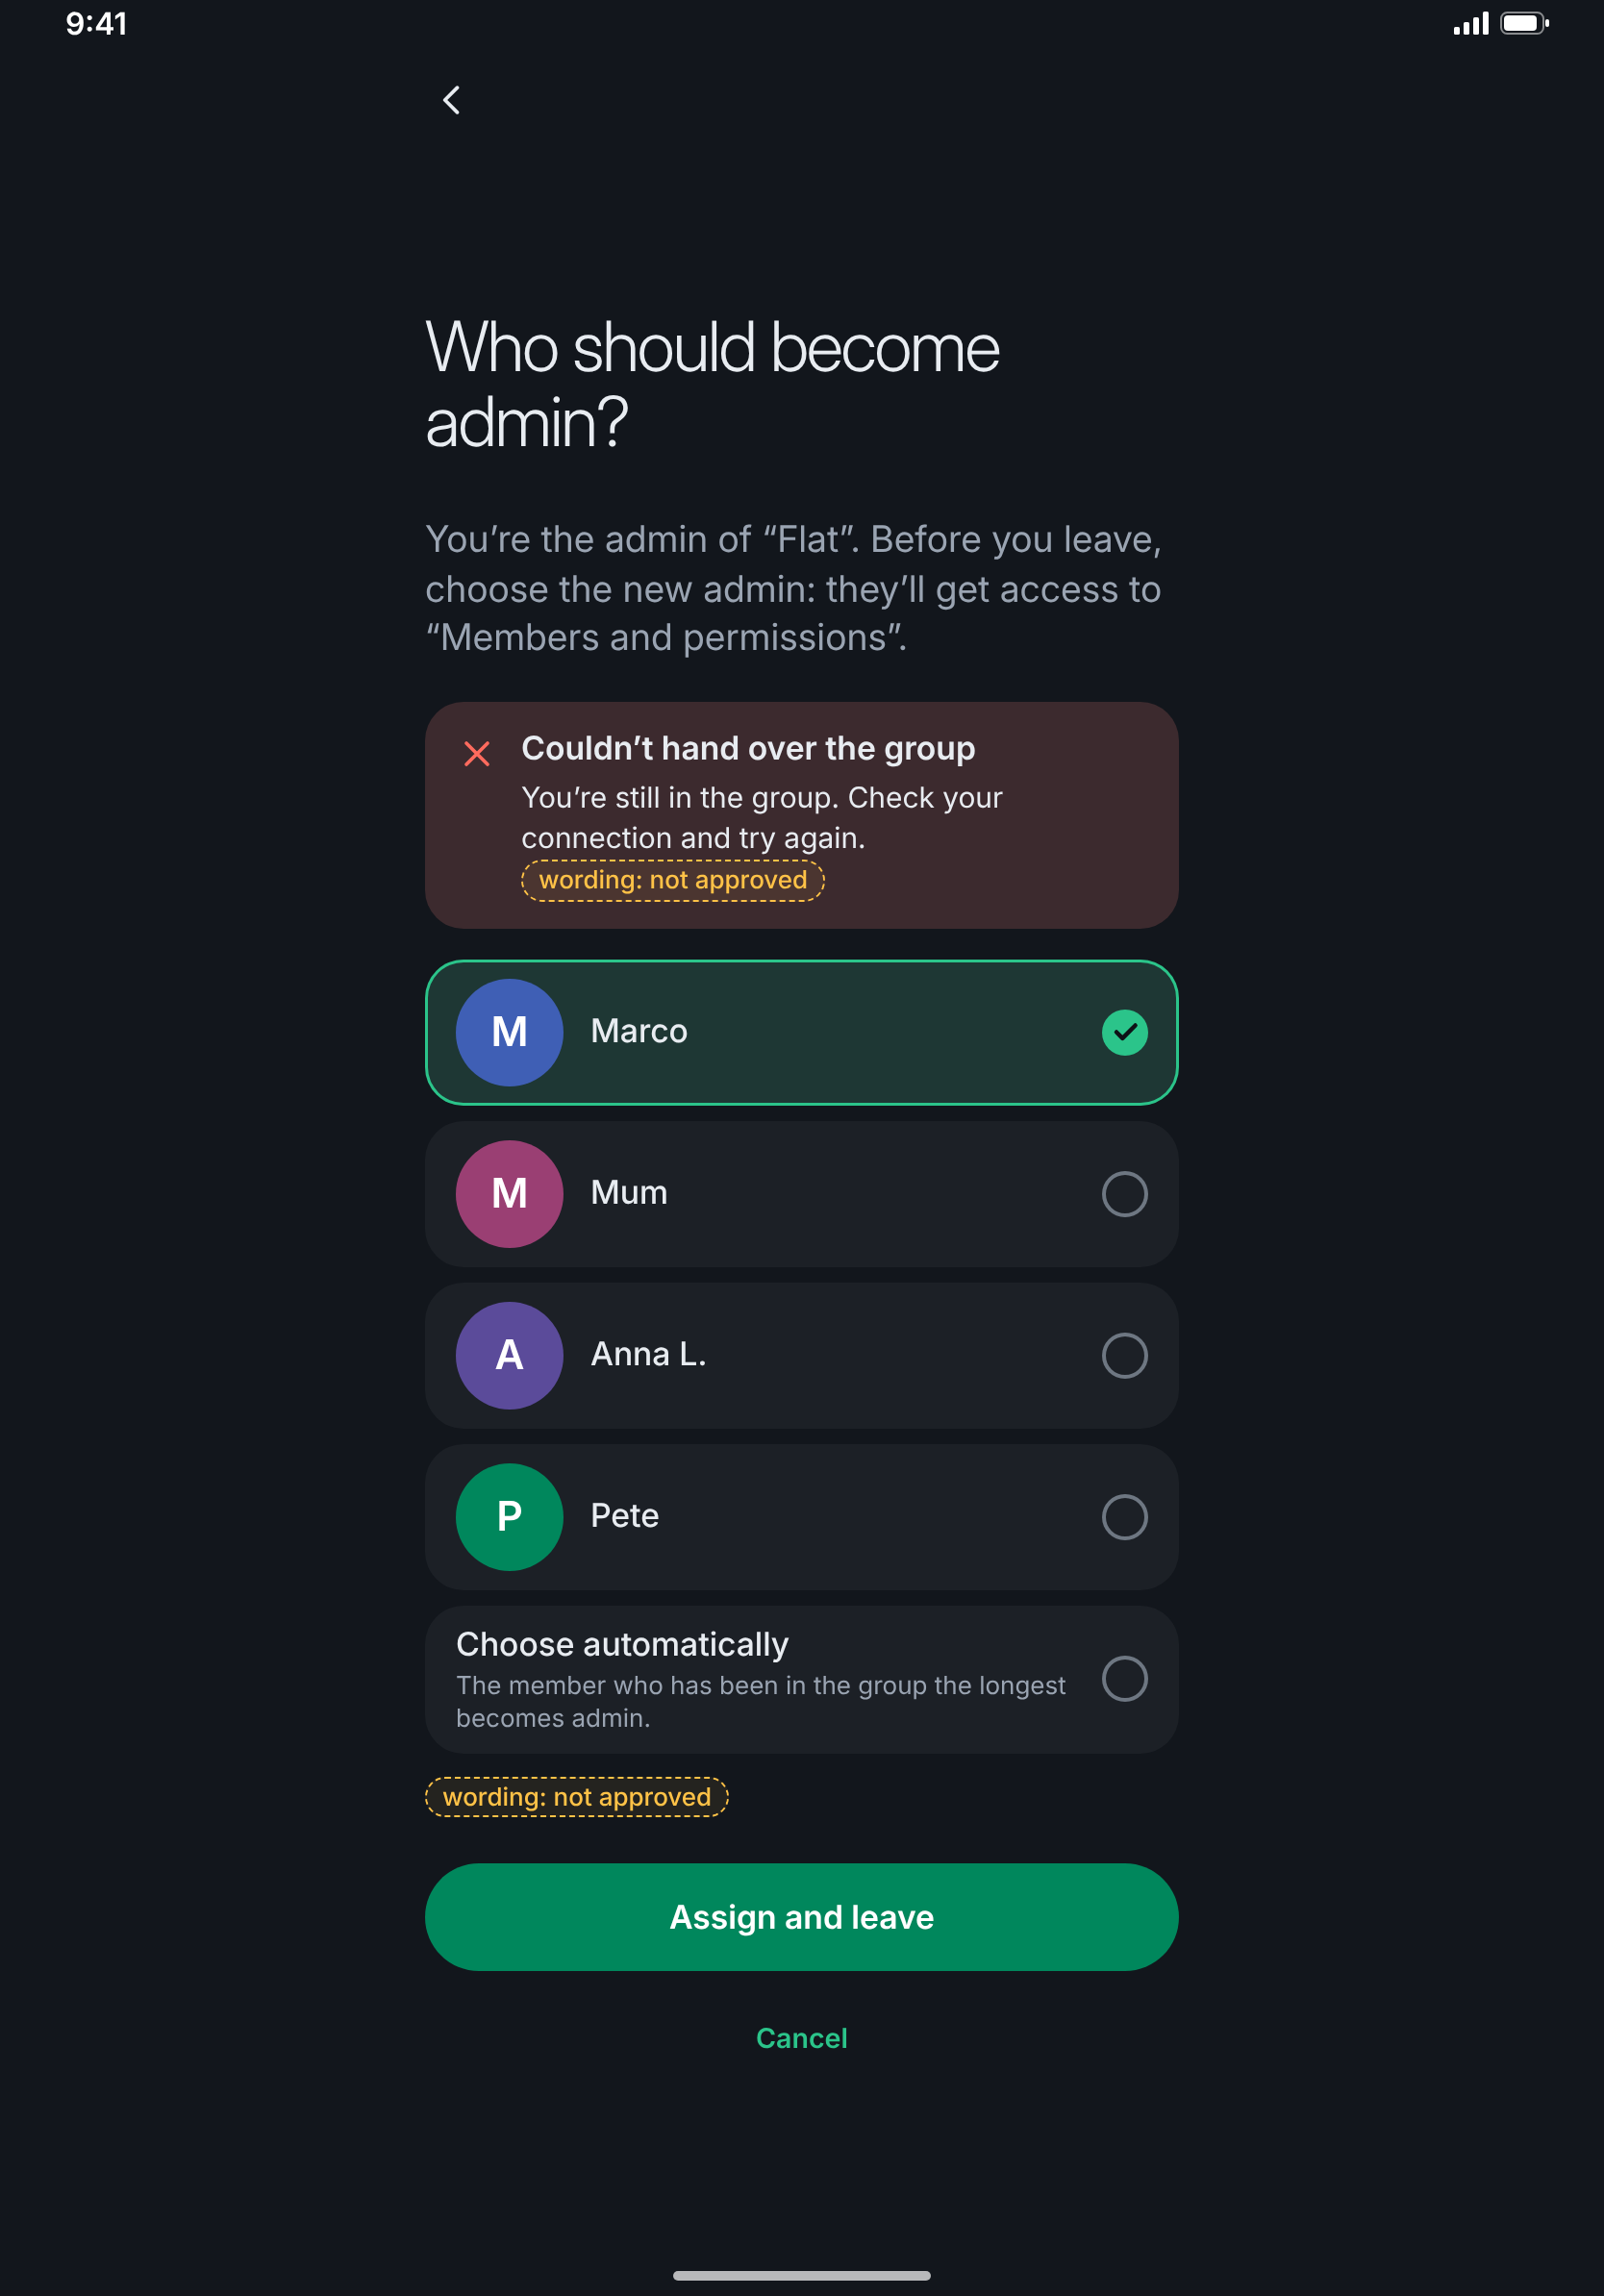 9:41
Who should become
admin?
You’re the admin of “Flat”. Before you leave,
choose the new admin: they’ll get access to
“Members and permissions”.
Couldn’t hand over the group
You’re still in the group. Check your
connection and try again.
wording: not approved
M
Marco
M
Mum
A
Anna L.
P
Pete
Choose automatically
The member who has been in the group the longest
becomes admin.
wording: not approved
Assign and leave
Cancel